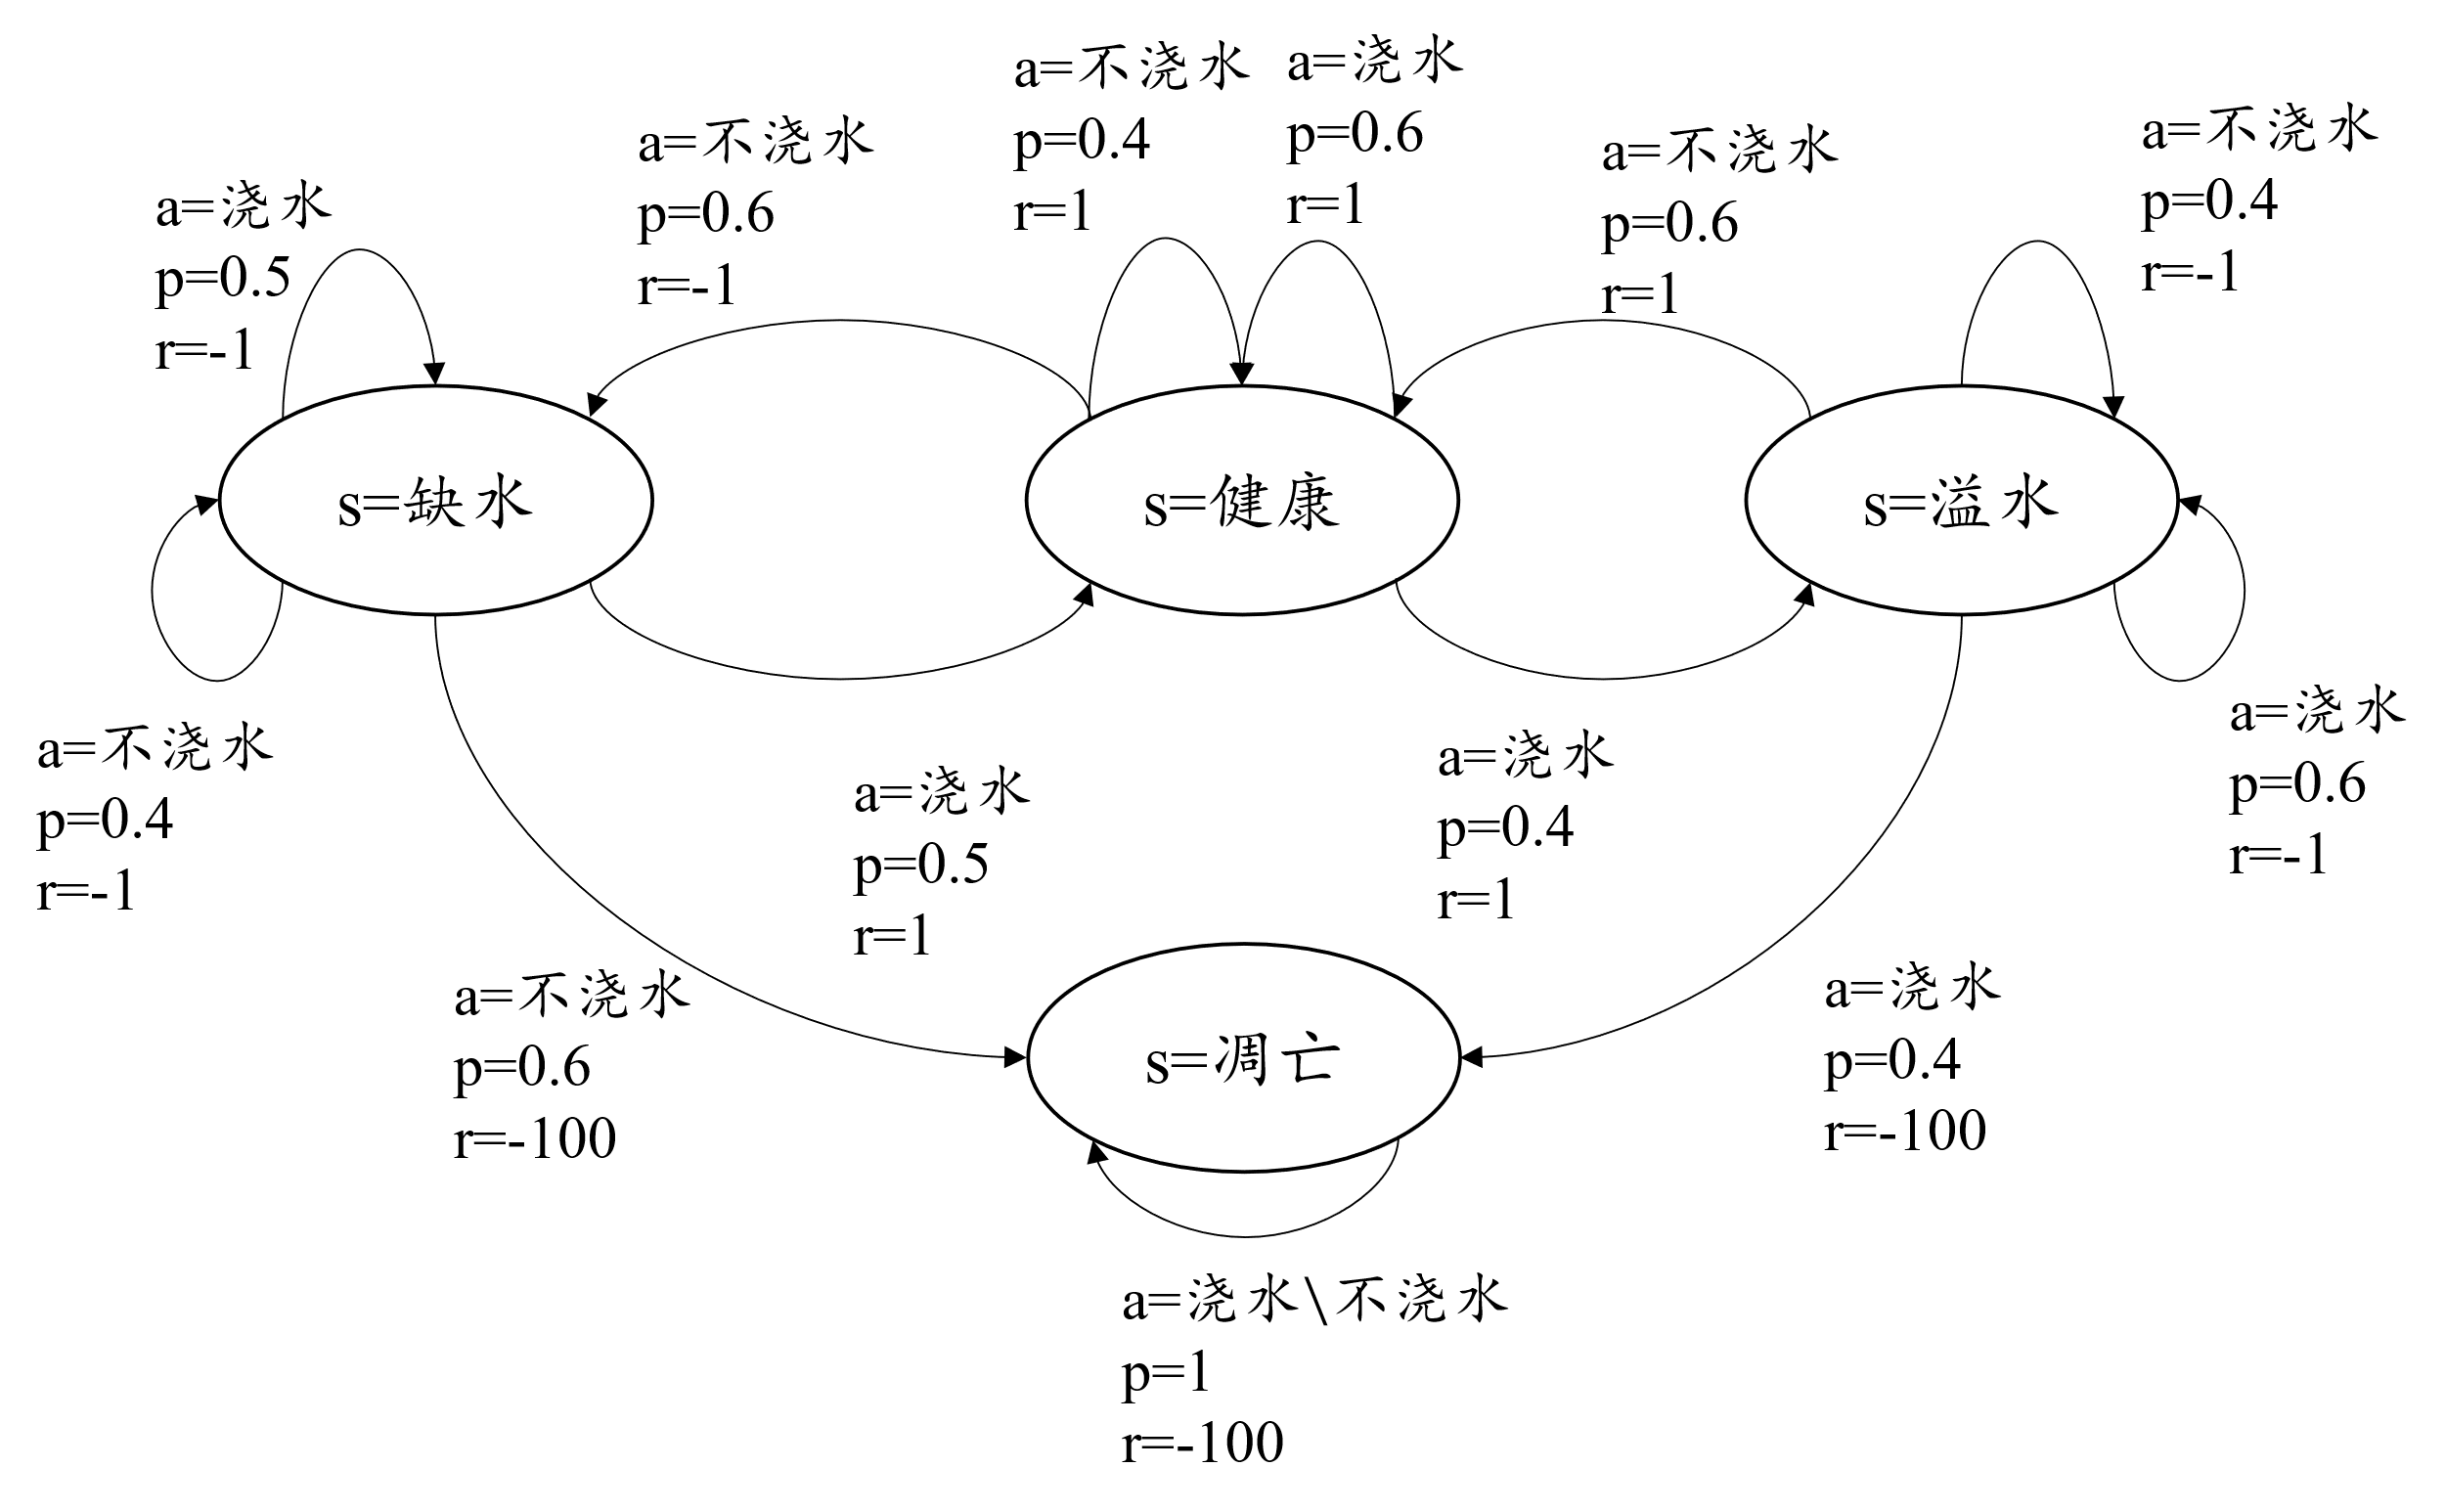 a=不浇水
p=0.4
r=1
a=浇水
p=0.6
r=1
a=不浇水
p=0.6
r=-1
a=不浇水
p=0.6
r=1
a=不浇水
p=0.4
r=-1
a=浇水
p=0.5
r=-1
s=缺水
s=健康
s=溢水
a=不浇水
p=0.4
r=-1
a=浇水
p=0.5
r=1
a=浇水
p=0.4
r=1
a=浇水
p=0.6
r=-1
a=不浇水
p=0.6
r=-100
s=凋亡
a=浇水
p=0.4
r=-100
a=浇水\不浇水
p=1
r=-100